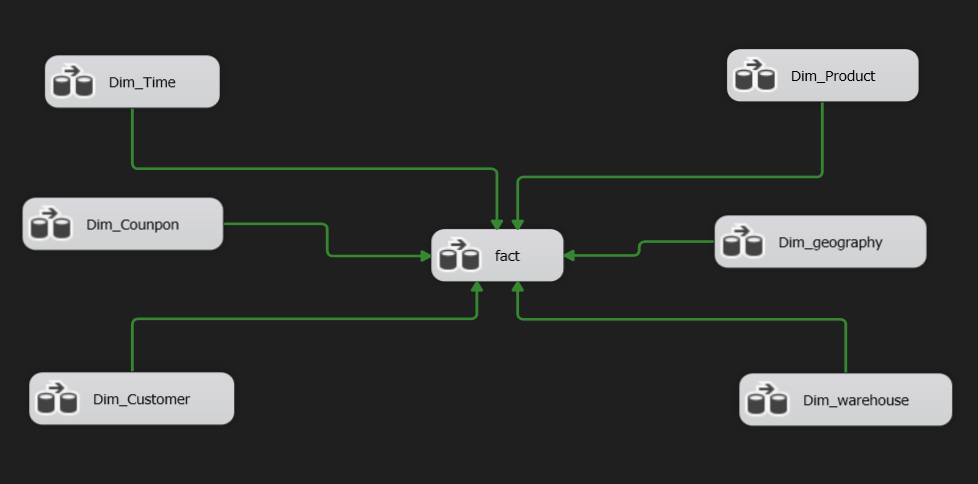 Dim_Time
Dim_Product
Dim_Counpon
Dim_geography
fact
Dim_Customer
Dim_warehouse